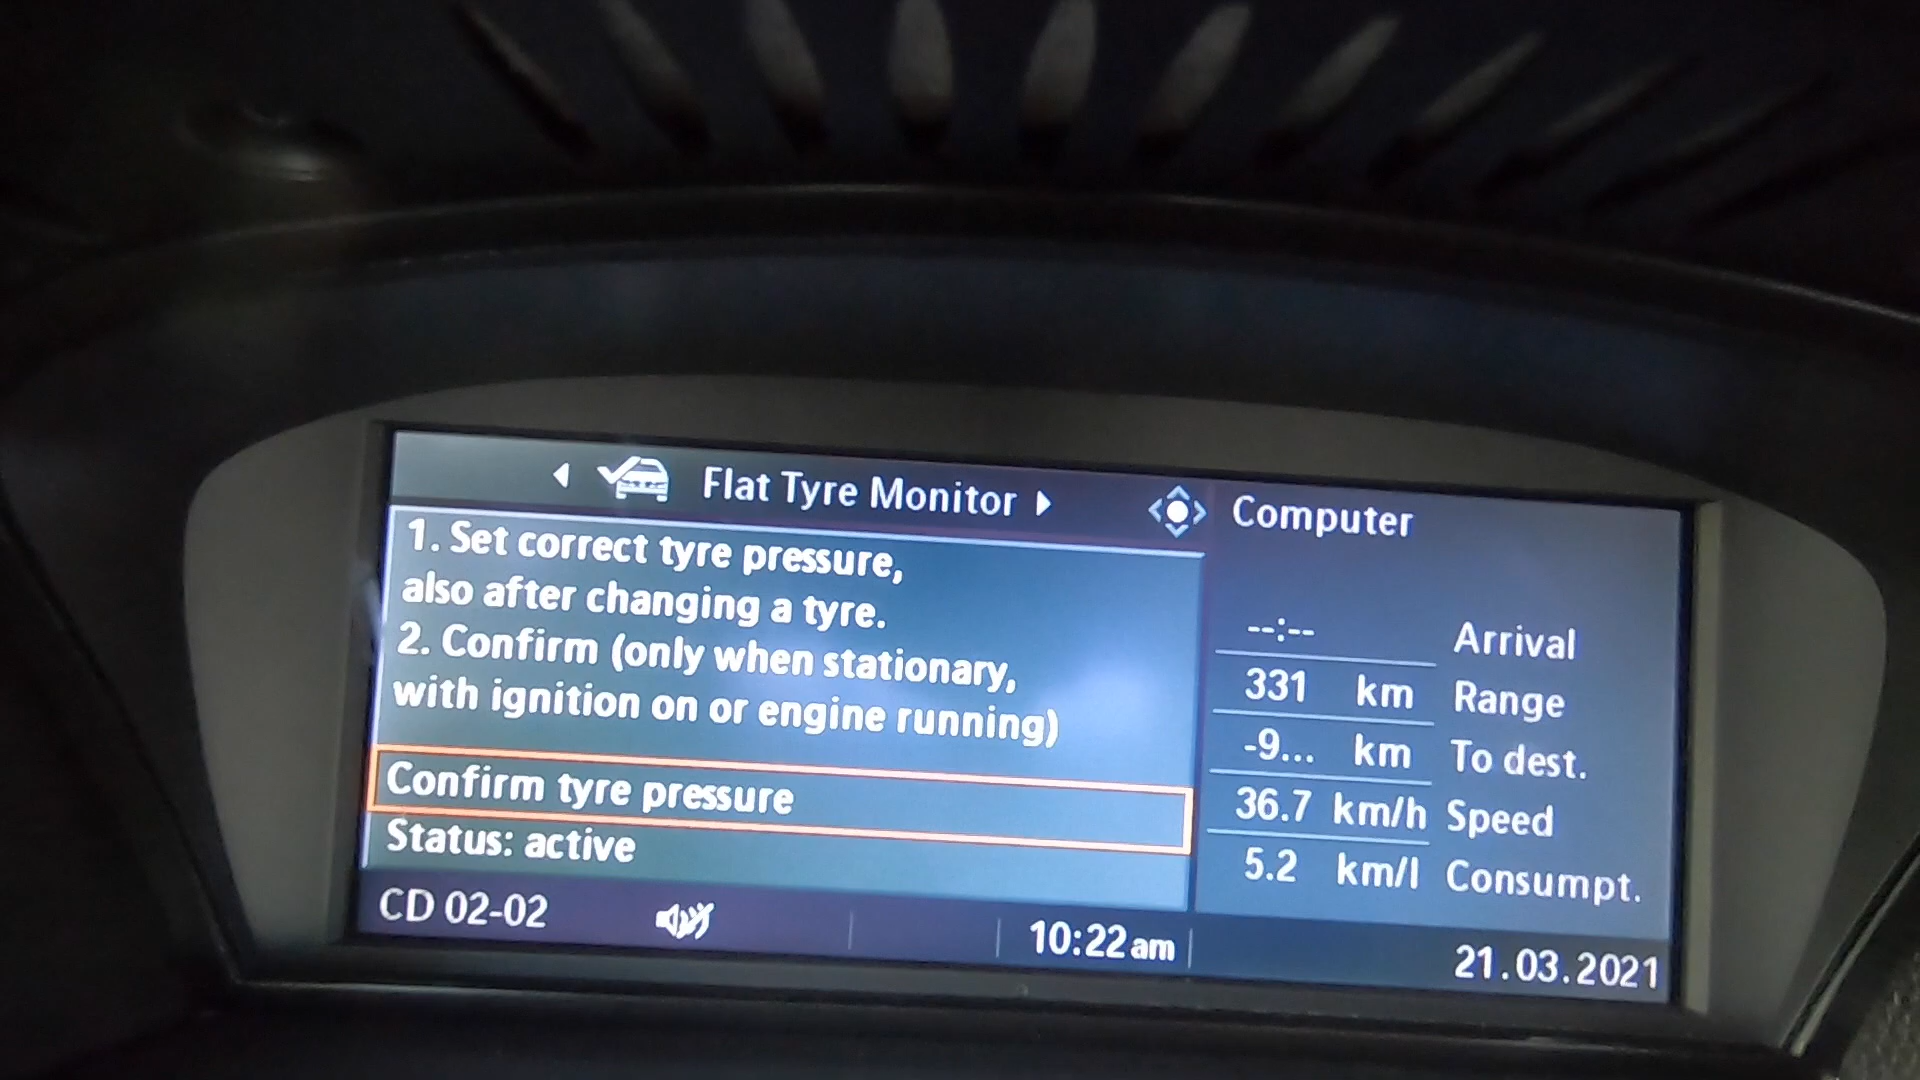 Flat Tyre Monitor
1. Set correct tyre pressure,
also after changing a tyre.
2. Confirm (only when stationary,
with ignition on or engine running)
Confirm tyre pressure
Status: active
Computer
--:-- Arrival
331 km Range
-9... km To dest.
36.7 km/h Speed
5.2 km/l Consumpt.
CD 02-02
10:22 am
21.03.2021